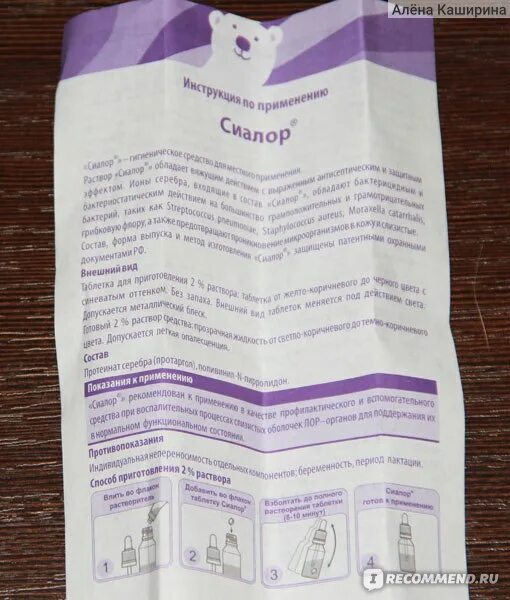 Алёна Каширина
Инструкция по применению
Сиалор®
«Сиалор®» – гигиеническое средство для местного применения.
Раствор «Сиалор®» обладает вяжущим действием с выраженным антисептическим и защитным
эффектом. Ионы серебра, входящие в состав «Сиалор®», обладают бактерицидным и
бактериостатическим действием на большинство грамположительных и грамотрицательных
бактерий, таких как Streptococcus pneumoniae, Staphylococcus aureus, Moraxella catarrhalis,
грибковую флору, а также предотвращают проникновение микроорганизмов в кожу и слизистые.
Состав, форма выпуска и метод изготовления «Сиалор®» защищены патентными охранными
документами РФ.
Внешний вид
Таблетка для приготовления 2 % раствора: таблетка от желто-коричневого до черного цвета с
синеватым оттенком. Без запаха. Внешний вид таблеток меняется под действием света.
Допускается металлический блеск.
Готовый 2 % раствор средства: прозрачная жидкость от светло-коричневого до темно-коричневого
цвета. Допускается легкая опалесценция.
Состав
Протеинат серебра (протаргол), поливинил-N-пирролидон.
Показания к применению
«Сиалор®» рекомендован к применению в качестве профилактического и вспомогательного
средства при воспалительных процессах слизистых оболочек ЛОР-органов для поддержания их
в нормальном функциональном состоянии.
Противопоказания
Индивидуальная непереносимость отдельных компонентов; беременность, период лактации.
Способ приготовления 2 % раствора
Влить во флакон
растворитель
1
Добавить во флакон
таблетку Сиалор®
2
Взболтать до полного
растворения таблетки
(8-10 минут)
3
Сиалор®
готов к применению
4
IRECOMMEND.RU